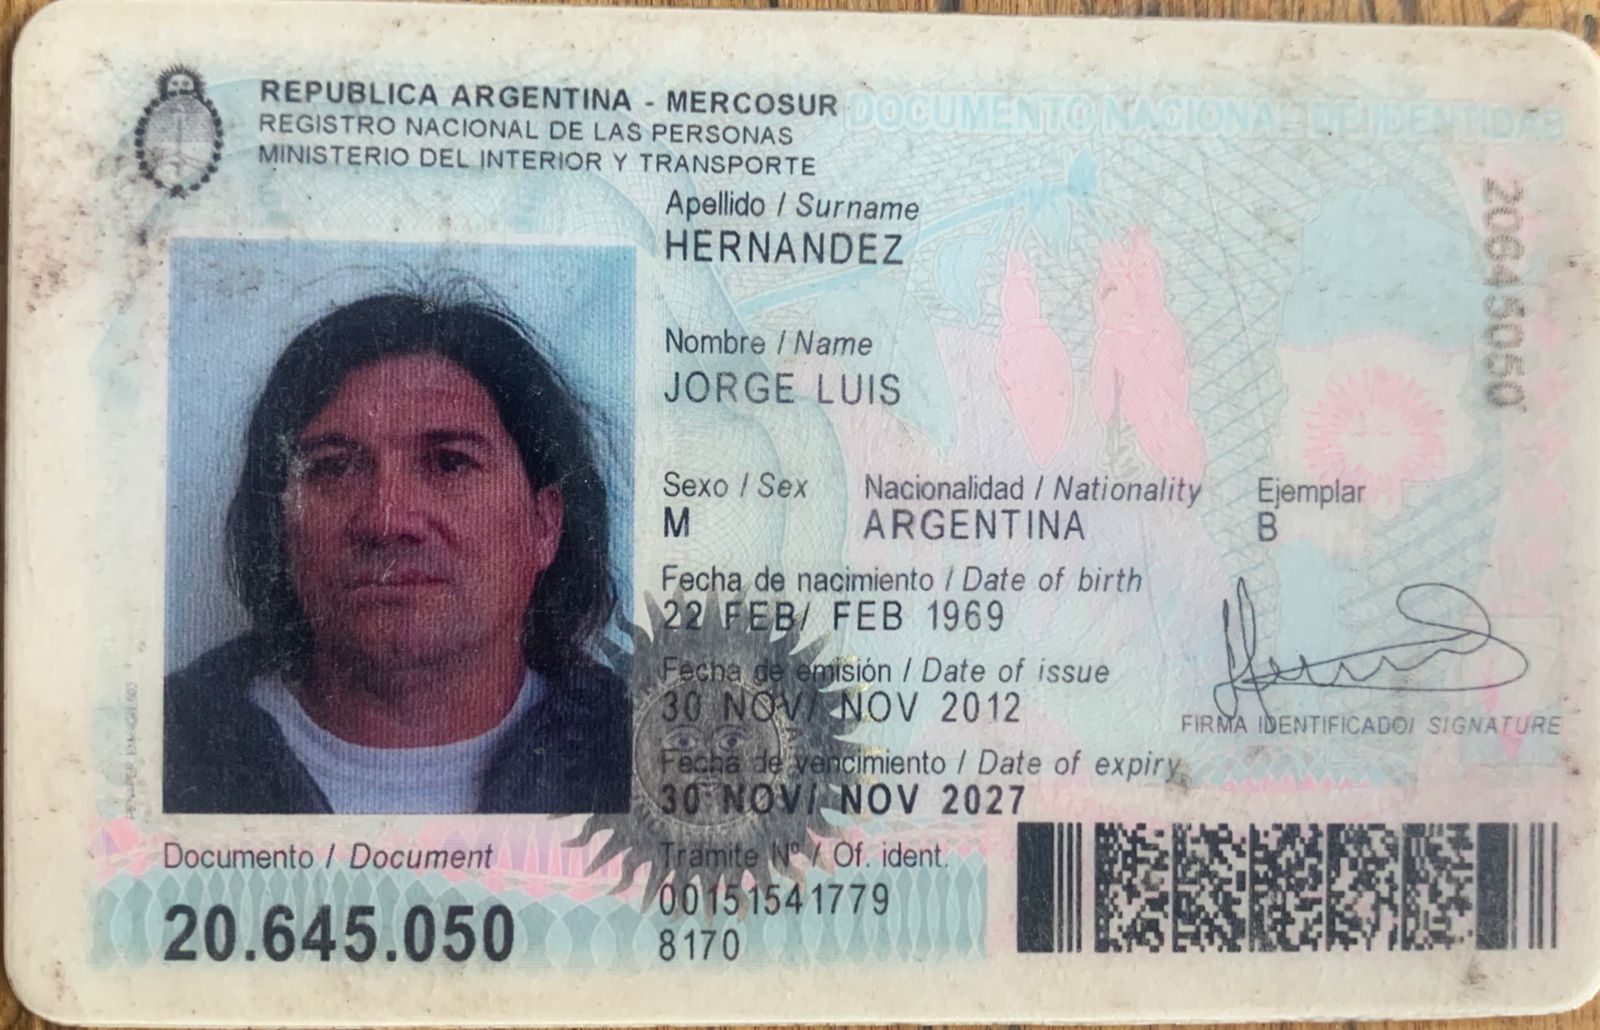 REPUBLICA ARGENTINA - MERCOSUR
REGISTRO NACIONAL DE LAS PERSONAS
MINISTERIO DEL INTERIOR Y TRANSPORTE
DOCUMENTO NACIONAL DE IDENTIDAD
20645050
Apellido / Surname
HERNANDEZ
Nombre / Name
JORGE LUIS
Sexo / Sex Nacionalidad / Nationality Ejemplar
M ARGENTINA B
Fecha de nacimiento / Date of birth
22 FEB/ FEB 1969
Fecha de emisión / Date of issue
30 NOV/ NOV 2012
FIRMA IDENTIFICADO/ SIGNATURE
Fecha de vencimiento / Date of expiry
30 NOV/ NOV 2027
Documento / Document
20.645.050
Tramite Nº / Of. ident.
00151541779
8170